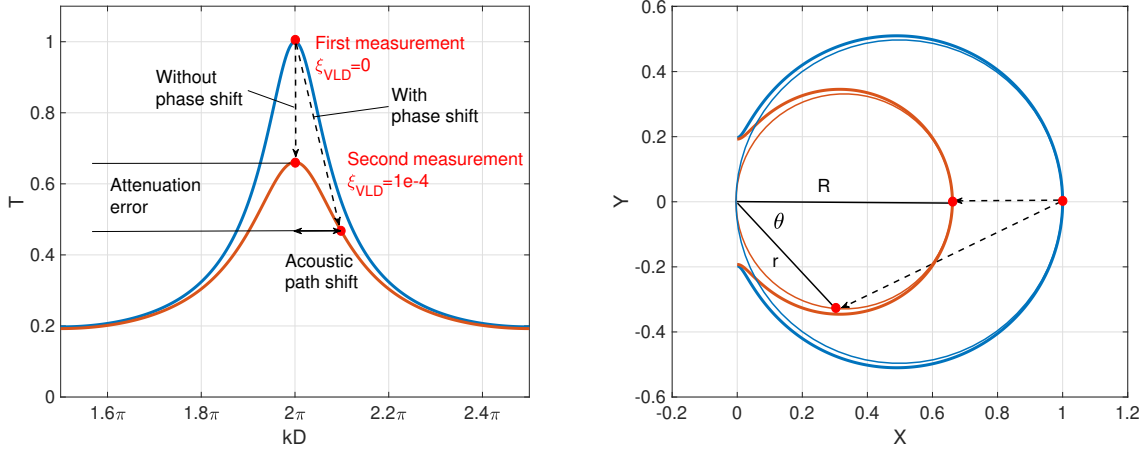 1
0.8
0.6
0.4
0.2
0
T
1.6π
1.8π
2π
2.2π
2.4π
kD
First measurement
ξVLD=0
Without
phase shift
With
phase shift
Second measurement
ξVLD=1e-4
Attenuation
error
Acoustic
path shift
0.6
0.4
0.2
0
-0.2
-0.4
-0.6
Y
-0.2
0
0.2
0.4
0.6
0.8
1
1.2
X
R
θ
r